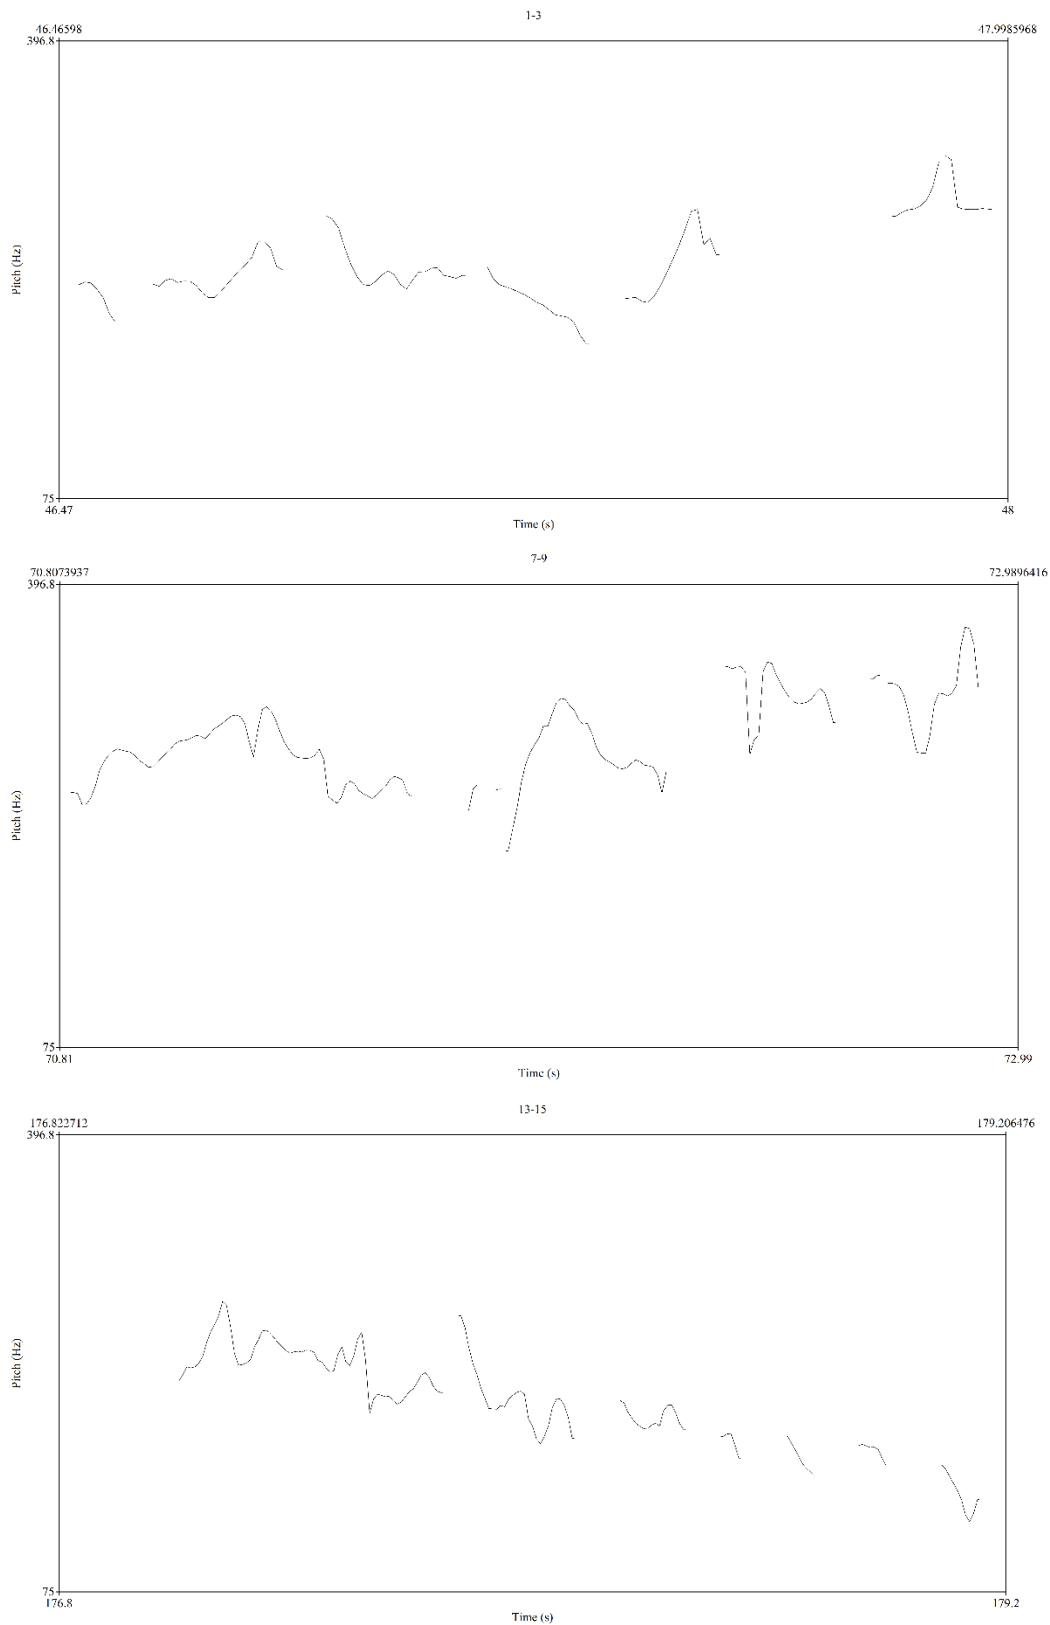 1-3
46.46598 47.9985968
396.8
Pitch (Hz)
75
46.47 48
Time (s)
7-9
70.8073937 72.9896416
396.8
Pitch (Hz)
75
70.81 72.99
Time (s)
13-15
176.822712 179.206476
396.8
Pitch (Hz)
75
176.8 179.2
Time (s)